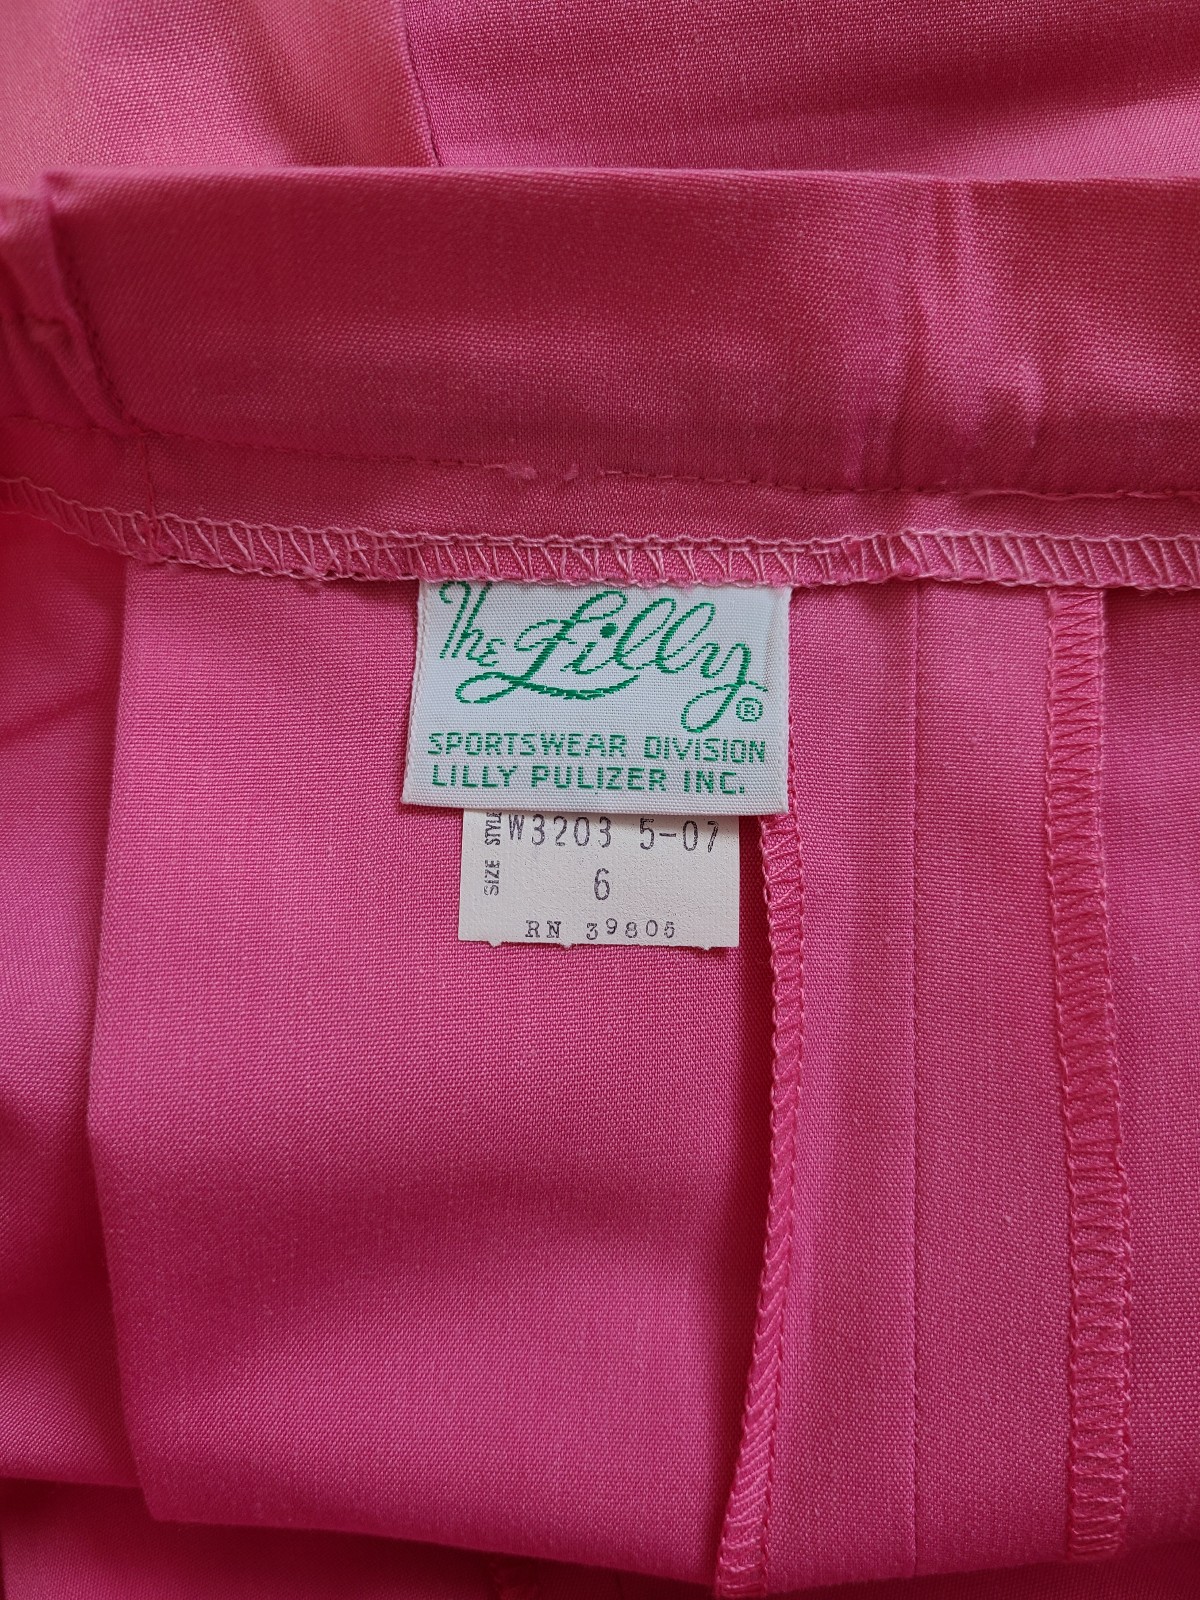 The Lilly ®
SPORTSWEAR DIVISION
LILLY PULIZER INC.
STYLE W3203 5-07
SIZE 6
RN 39805